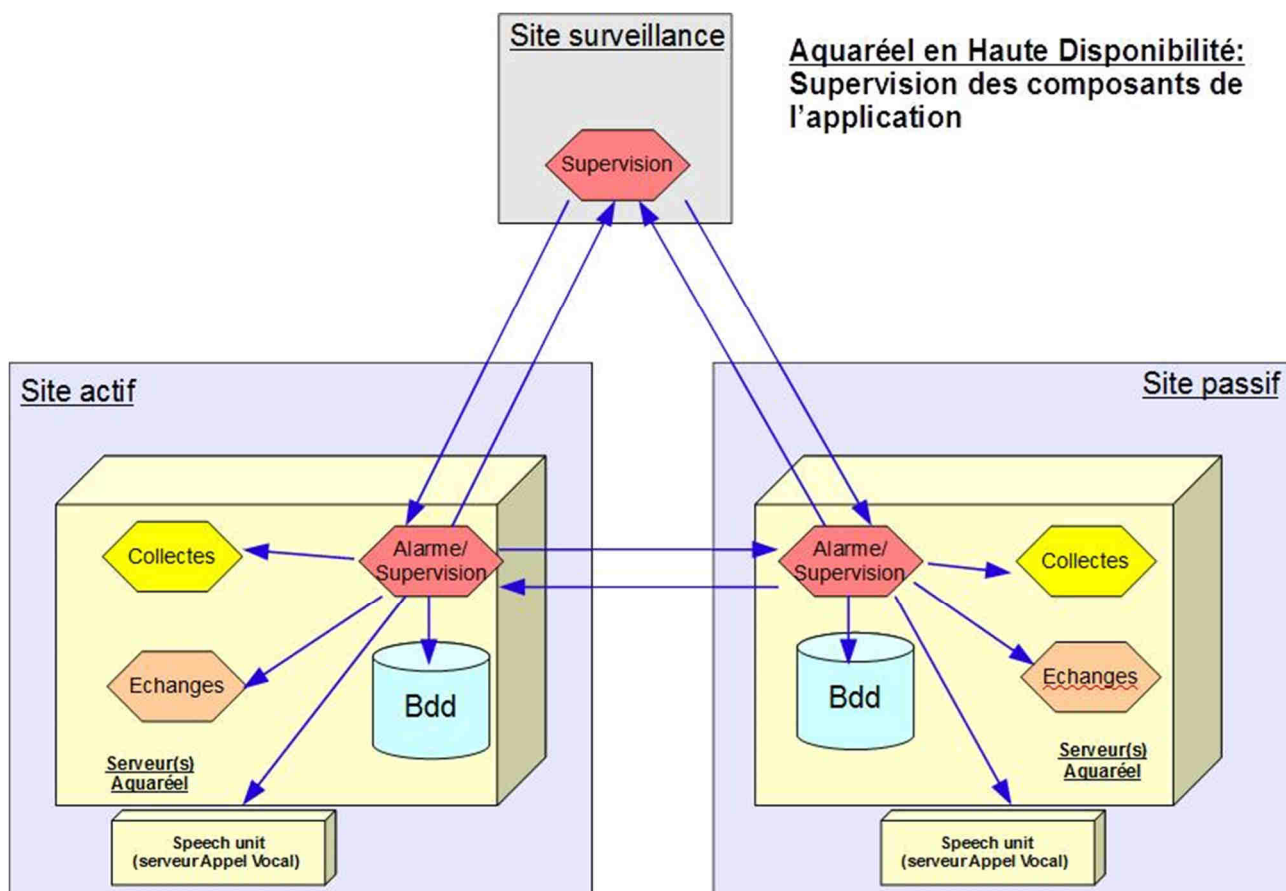 Site surveillance
Aquaréel en Haute Disponibilité:
Supervision des composants de
l'application
Supervision
Site actif
Collectes
Alarme/
Supervision
Echanges
Bdd
Serveur(s)
Aquaréel
Speech unit
(serveur Appel Vocal)
Site passif
Alarme/
Supervision
Collectes
Echanges
Bdd
Serveur(s)
Aquaréel
Speech unit
(serveur Appel Vocal)